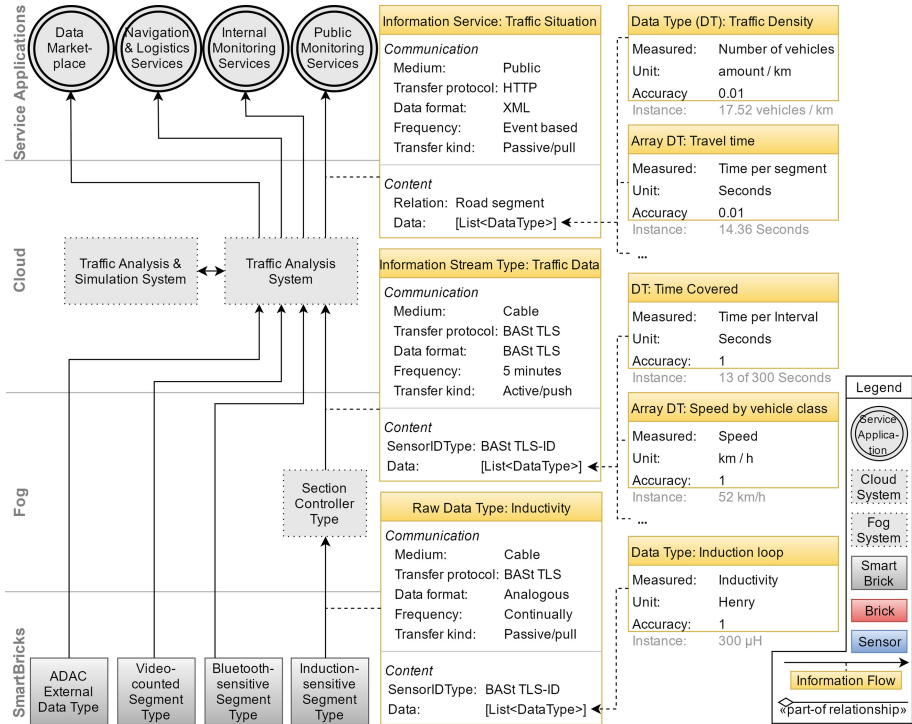 Service Applications
Data
Market-
place
Navigation
& Logistics
Services
Internal
Monitoring
Services
Public
Monitoring
Services
Cloud
Traffic Analysis &
Simulation System
Traffic Analysis
System
Fog
Section
Controller
Type
SmartBricks
ADAC
External
Data Type
Video-
counted
Segment
Type
Bluetooth-
sensitive
Segment
Type
Induction-
sensitive
Segment
Type
Information Service: Traffic Situation
Communication
Medium: Public
Transfer protocol: HTTP
Data format: XML
Frequency: Event based
Transfer kind: Passive/pull
Content
Relation: Road segment
Data: [List<DataType>]
Information Stream Type: Traffic Data
Communication
Medium: Cable
Transfer protocol: BASt TLS
Data format: BASt TLS
Frequency: 5 minutes
Transfer kind: Active/push
Content
SensorIDType: BASt TLS-ID
Data: [List<DataType>]
Raw Data Type: Inductivity
Communication
Medium: Cable
Transfer protocol: BASt TLS
Data format: Analogous
Frequency: Continually
Transfer kind: Passive/pull
Content
SensorIDType: BASt TLS-ID
Data: [List<DataType>]
Data Type (DT): Traffic Density
Measured: Number of vehicles
Unit: amount / km
Accuracy 0.01
Instance: 17.52 vehicles / km
Array DT: Travel time
Measured: Time per segment
Unit: Seconds
Accuracy 0.01
Instance: 14.36 Seconds
...
DT: Time Covered
Measured: Time per Interval
Unit: Seconds
Accuracy: 1
Instance: 13 of 300 Seconds
Array DT: Speed by vehicle class
Measured: Speed
Unit: km / h
Accuracy: 1
Instance: 52 km/h
...
Data Type: Induction loop
Measured: Inductivity
Unit: Henry
Accuracy: 1
Instance: 300 µH
Legend
Service
Applica-
tion
Cloud
System
Fog
System
Smart
Brick
Brick
Sensor
Information Flow
«part-of relationship»